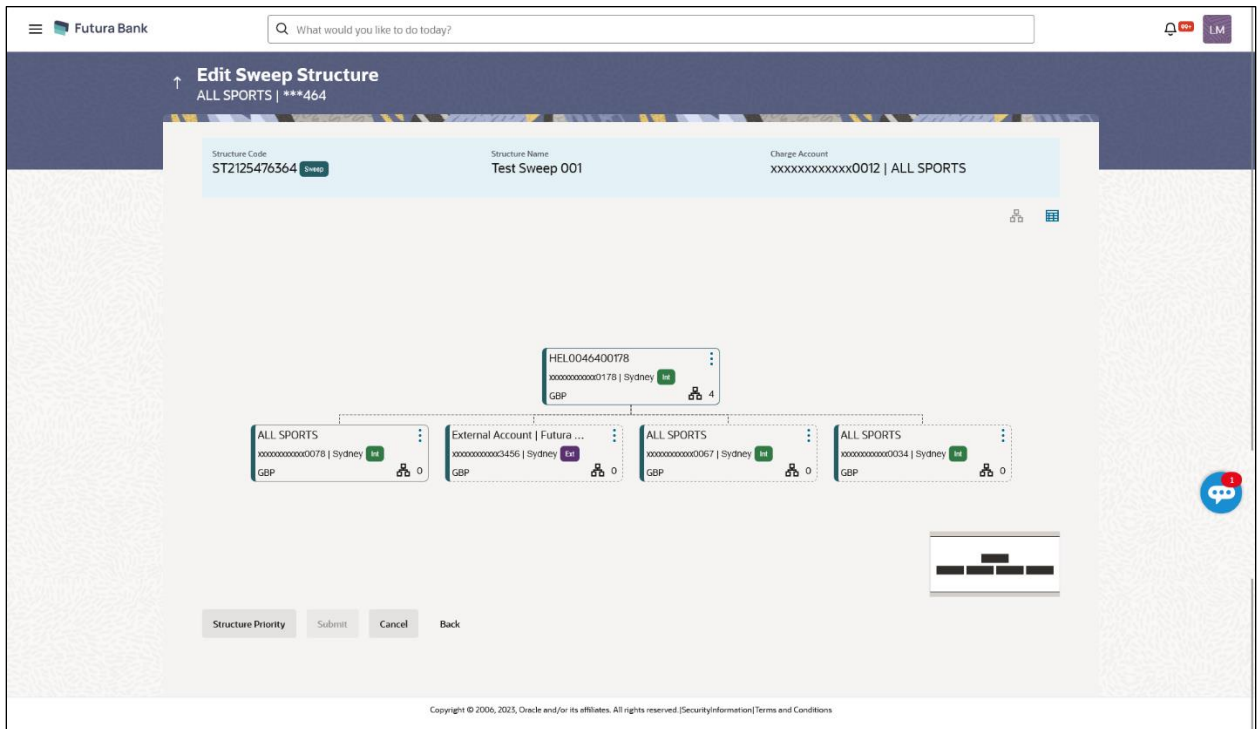 Futura Bank
What would you like to do today?
99+
LM
Edit Sweep Structure
ALL SPORTS | ***464
Structure Code
ST2125476364 Sweep
Structure Name
Test Sweep 001
Charge Account
xxxxxxxxxxxx0012 | ALL SPORTS
HEL0046400178
xxxxxxxxxxxx0178 | Sydney Int
GBP 4
ALL SPORTS
xxxxxxxxxxxx0078 | Sydney Int
GBP 0
External Account | Futura ...
xxxxxxxxxxxx3456 | Sydney Ext
GBP 0
ALL SPORTS
xxxxxxxxxxxx0067 | Sydney Int
GBP 0
ALL SPORTS
xxxxxxxxxxxx0034 | Sydney Int
GBP 0
1
Structure Priority Submit Cancel Back
Copyright © 2006, 2023, Oracle and/or its affiliates. All rights reserved.|SecurityInformation|Terms and Conditions